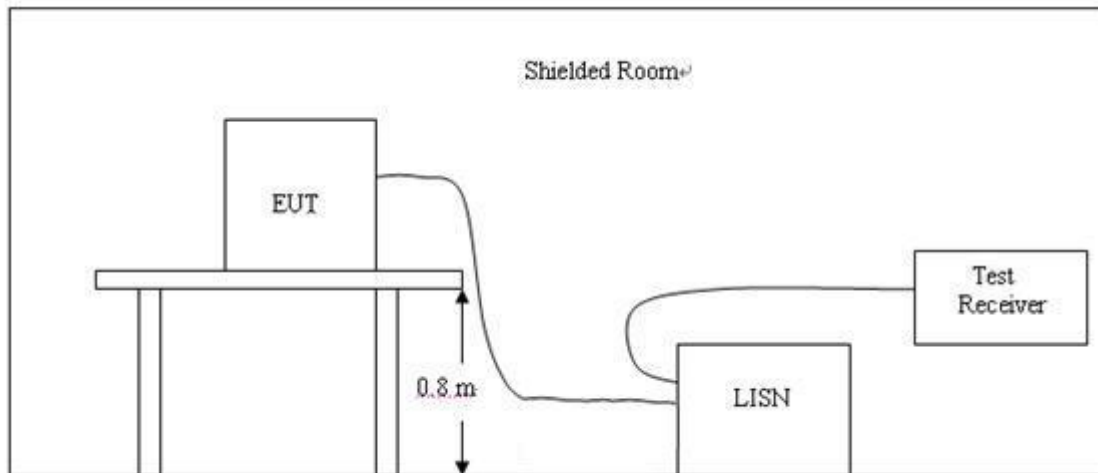 Shielded Room↵
EUT
Test
Receiver
0.8 m
LISN